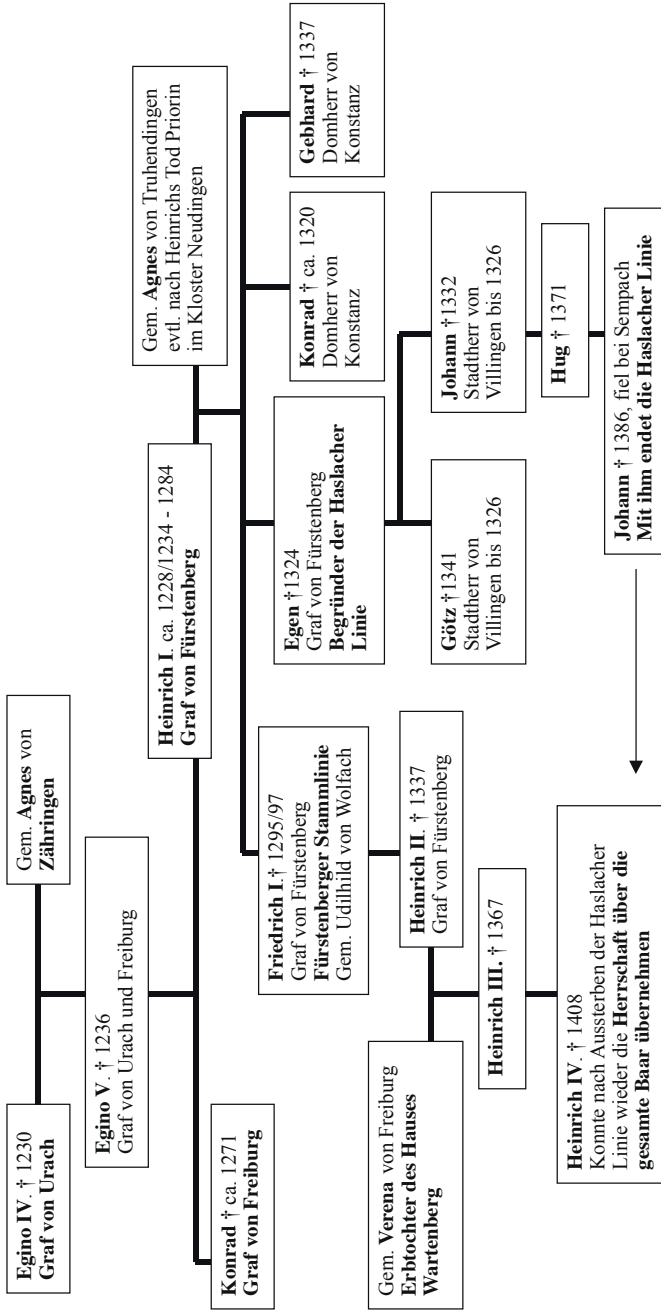 Egino IV. † 1230
Graf von Urach
Gem. Agnes von
Zähringen
Egino V. † 1236
Graf von Urach und Freiburg
Konrad † ca. 1271
Graf von Freiburg
Heinrich I. ca. 1228/1234 - 1284
Graf von Fürstenberg
Gem. Agnes von Truhendingen
evtl. nach Heinrichs Tod Priorin
im Kloster Neudingen
Friedrich I.† 1295/97
Graf von Fürstenberg
Fürstenberger Stammlinie
Gem. Udilhild von Wolfach
Egen †1324
Graf von Fürstenberg
Begründer der Haslacher
Linie
Konrad † ca. 1320
Domherr von
Konstanz
Gebhard † 1337
Domherr von
Konstanz
Gem. Verena von Freiburg
Erbtochter des Hauses
Wartenberg
Heinrich II. † 1337
Graf von Fürstenberg
Götz †1341
Stadtherr von
Villingen bis 1326
Johann †1332
Stadtherr von
Villingen bis 1326
Heinrich III. † 1367
Hug † 1371
Heinrich IV. † 1408
Konnte nach Aussterben der Haslacher
Linie wieder die Herrschaft über die
gesamte Baar übernehmen
Johann † 1386, fiel bei Sempach
Mit ihm endet die Haslacher Linie